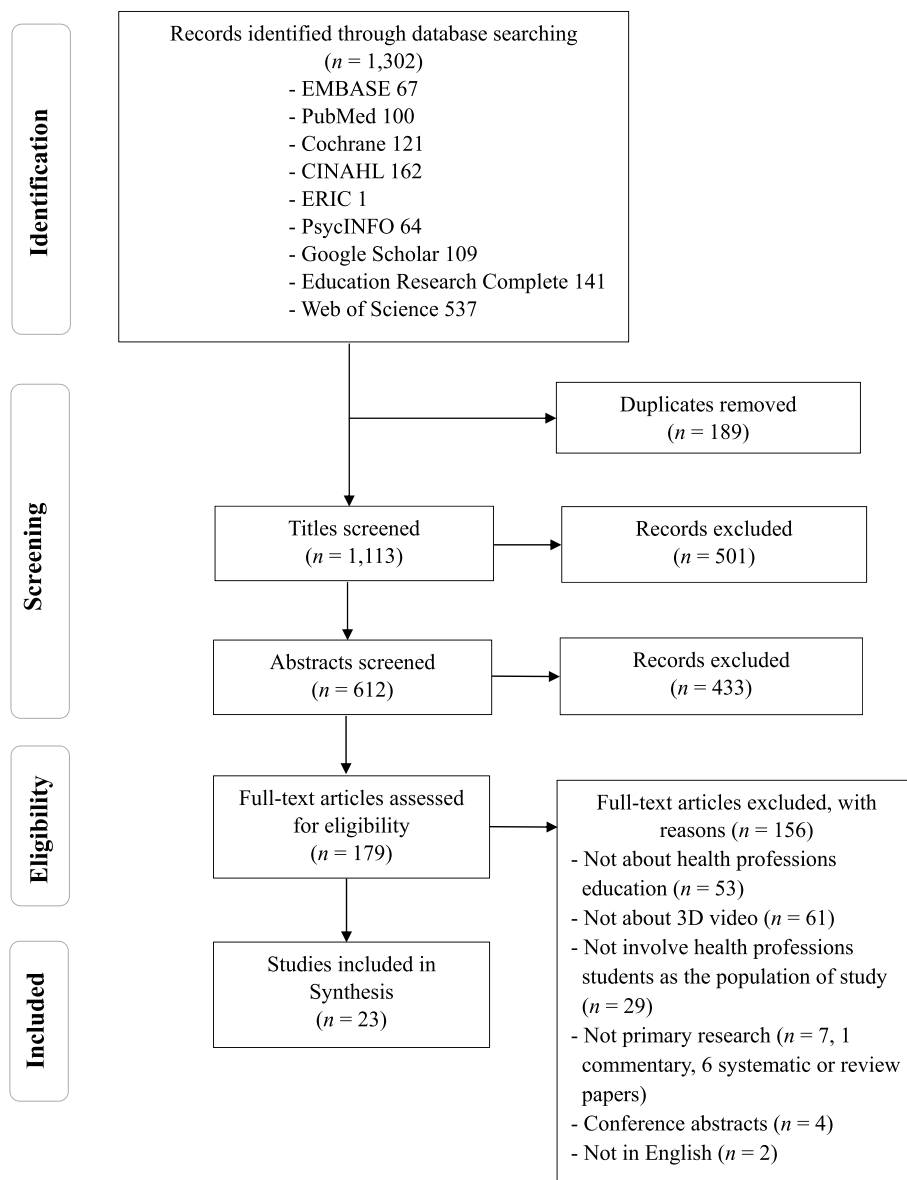 Identification
Records identified through database searching
(n = 1,302)
- EMBASE 67
- PubMed 100
- Cochrane 121
- CINAHL 162
- ERIC 1
- PsycINFO 64
- Google Scholar 109
- Education Research Complete 141
- Web of Science 537
Screening
Duplicates removed
(n = 189)
Titles screened
(n = 1,113)
Records excluded
(n = 501)
Abstracts screened
(n = 612)
Records excluded
(n = 433)
Eligibility
Full-text articles assessed
for eligibility
(n = 179)
Full-text articles excluded, with
reasons (n = 156)
- Not about health professions
education (n = 53)
- Not about 3D video (n = 61)
- Not involve health professions
students as the population of study
(n = 29)
- Not primary research (n = 7, 1
commentary, 6 systematic or review
papers)
- Conference abstracts (n = 4)
- Not in English (n = 2)
Included
Studies included in
Synthesis
(n = 23)